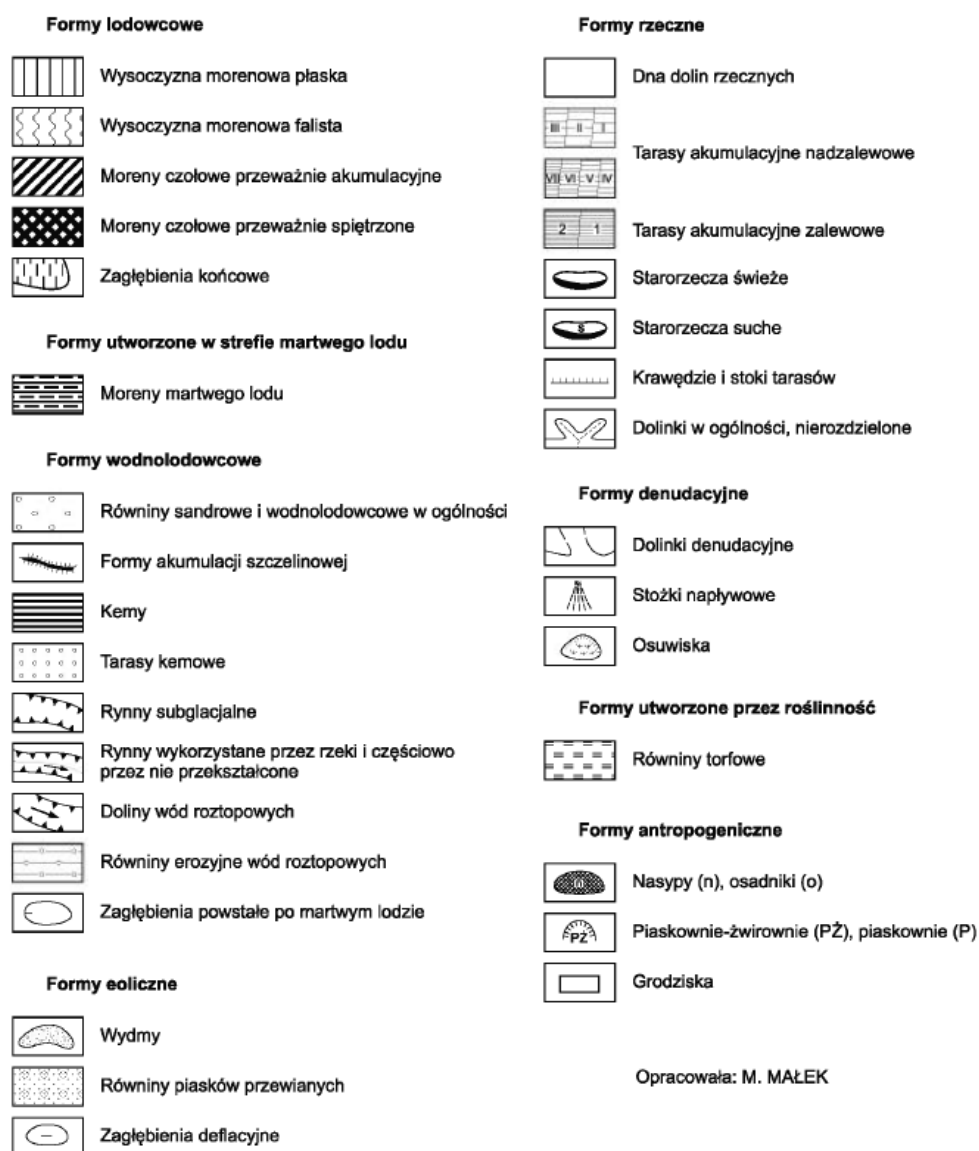 Formy lodowcowe
Wysoczyzna morenowa płaska
Wysoczyzna morenowa falista
Moreny czołowe przeważnie akumulacyjne
Moreny czołowe przeważnie spiętrzone
Zagłębienia końcowe
Formy utworzone w strefie martwego lodu
Moreny martwego lodu
Formy wodnolodowcowe
Równiny sandrowe i wodnolodowcowe w ogólności
Formy akumulacji szczelinowej
Kemy
Tarasy kemowe
Rynny subglacjalne
Rynny wykorzystane przez rzeki i częściowo
przez nie przekształcone
Doliny wód roztopowych
Równiny erozyjne wód roztopowych
Zagłębienia powstałe po martwym lodzie
Formy eoliczne
Wydmy
Równiny piasków przewianych
Zagłębienia deflacyjne
Formy rzeczne
Dna dolin rzecznych
III II I
Tarasy akumulacyjne nadzalewowe
VII VI V IV
2 1 Tarasy akumulacyjne zalewowe
Starorzecza świeże
s Starorzecza suche
Krawędzie i stoki tarasów
Dolinki w ogólności, nierozdzielone
Formy denudacyjne
Dolinki denudacyjne
Stożki napływowe
Osuwiska
Formy utworzone przez roślinność
Równiny torfowe
Formy antropogeniczne
Nasypy (n), osadniki (o)
PŻ Piaskownie-żwirownie (PŻ), piaskownie (P)
Grodziska
Opracowała: M. MAŁEK